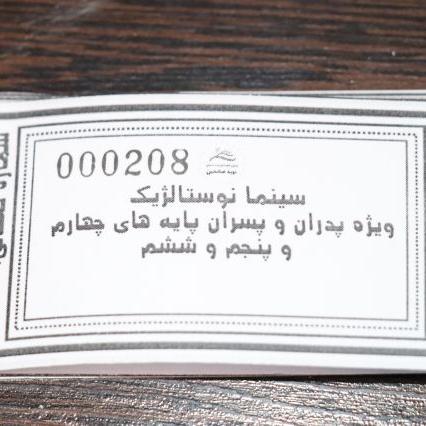 000208
سینما نوستالژیک
ویژه پدران و پسران پایه های چهارم
و پنجم و ششم